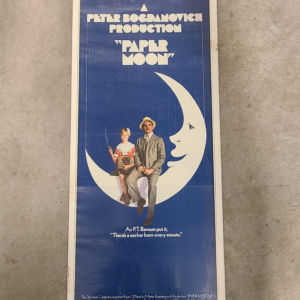 A
PETER BOGDANOVICH
PRODUCTION
"PAPER
MOON"
As P.T. Barnum put it,
"There's a sucker born every minute."